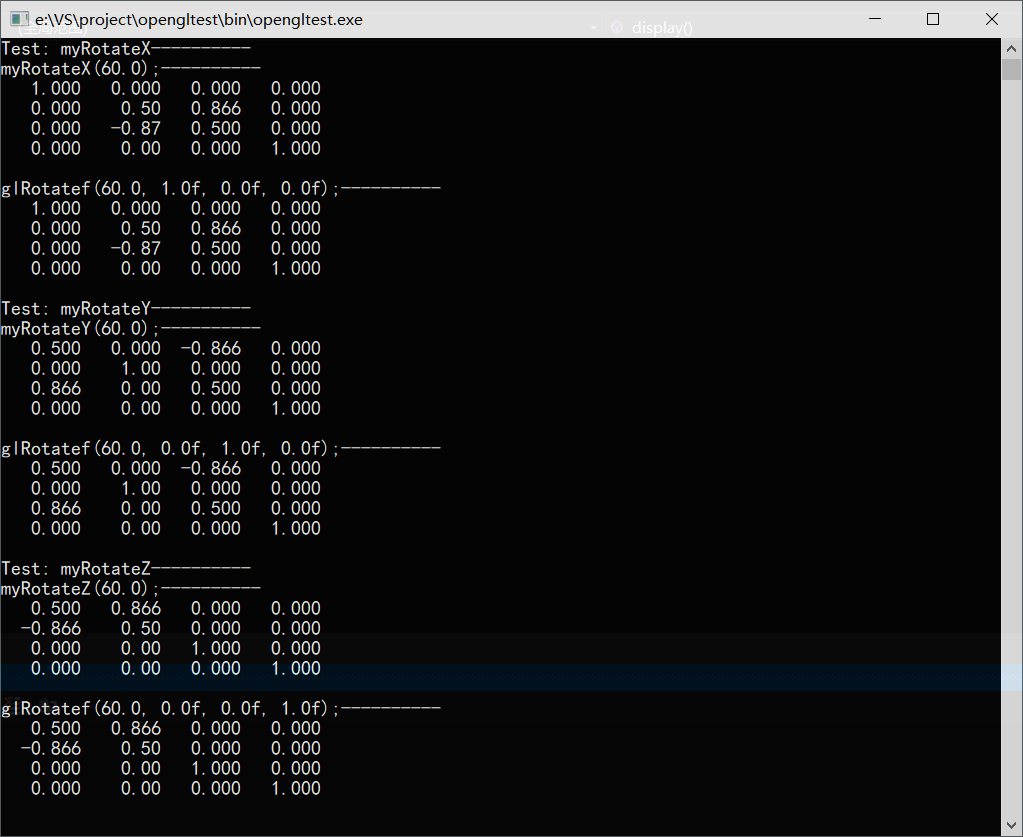 e:\VS\project\opengltest\bin\opengltest.exe
(全局范围) display()
Test: myRotateX----------
myRotateX(60.0);----------
1.000 0.000 0.000 0.000
0.000 0.50 0.866 0.000
0.000 -0.87 0.500 0.000
0.000 0.00 0.000 1.000
glRotatef(60.0, 1.0f, 0.0f, 0.0f);----------
1.000 0.000 0.000 0.000
0.000 0.50 0.866 0.000
0.000 -0.87 0.500 0.000
0.000 0.00 0.000 1.000
Test: myRotateY----------
myRotateY(60.0);----------
0.500 0.000 -0.866 0.000
0.000 1.00 0.000 0.000
0.866 0.00 0.500 0.000
0.000 0.00 0.000 1.000
glRotatef(60.0, 0.0f, 1.0f, 0.0f);----------
0.500 0.000 -0.866 0.000
0.000 1.00 0.000 0.000
0.866 0.00 0.500 0.000
0.000 0.00 0.000 1.000
Test: myRotateZ----------
myRotateZ(60.0);----------
0.500 0.866 0.000 0.000
-0.866 0.50 0.000 0.000
0.000 0.00 1.000 0.000
0.000 0.00 0.000 1.000
glRotatef(60.0, 0.0f, 0.0f, 1.0f);----------
0.500 0.866 0.000 0.000
-0.866 0.50 0.000 0.000
0.000 0.00 1.000 0.000
0.000 0.00 0.000 1.000